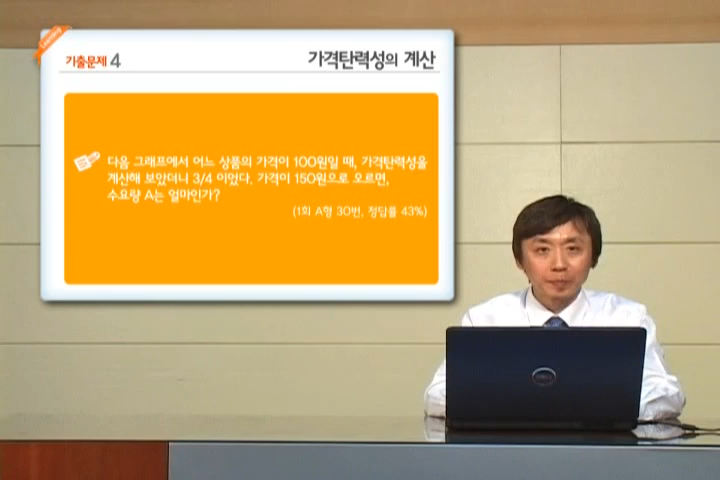 기출문제 4
가격탄력성의 계산
다음 그래프에서 어느 상품의 가격이 100원일 때, 가격탄력성을
계산해 보았더니 3/4 이었다. 가격이 150원으로 오르면,
수요량 A는 얼마인가?
(1회 A형 30번, 정답률 43%)
DELL